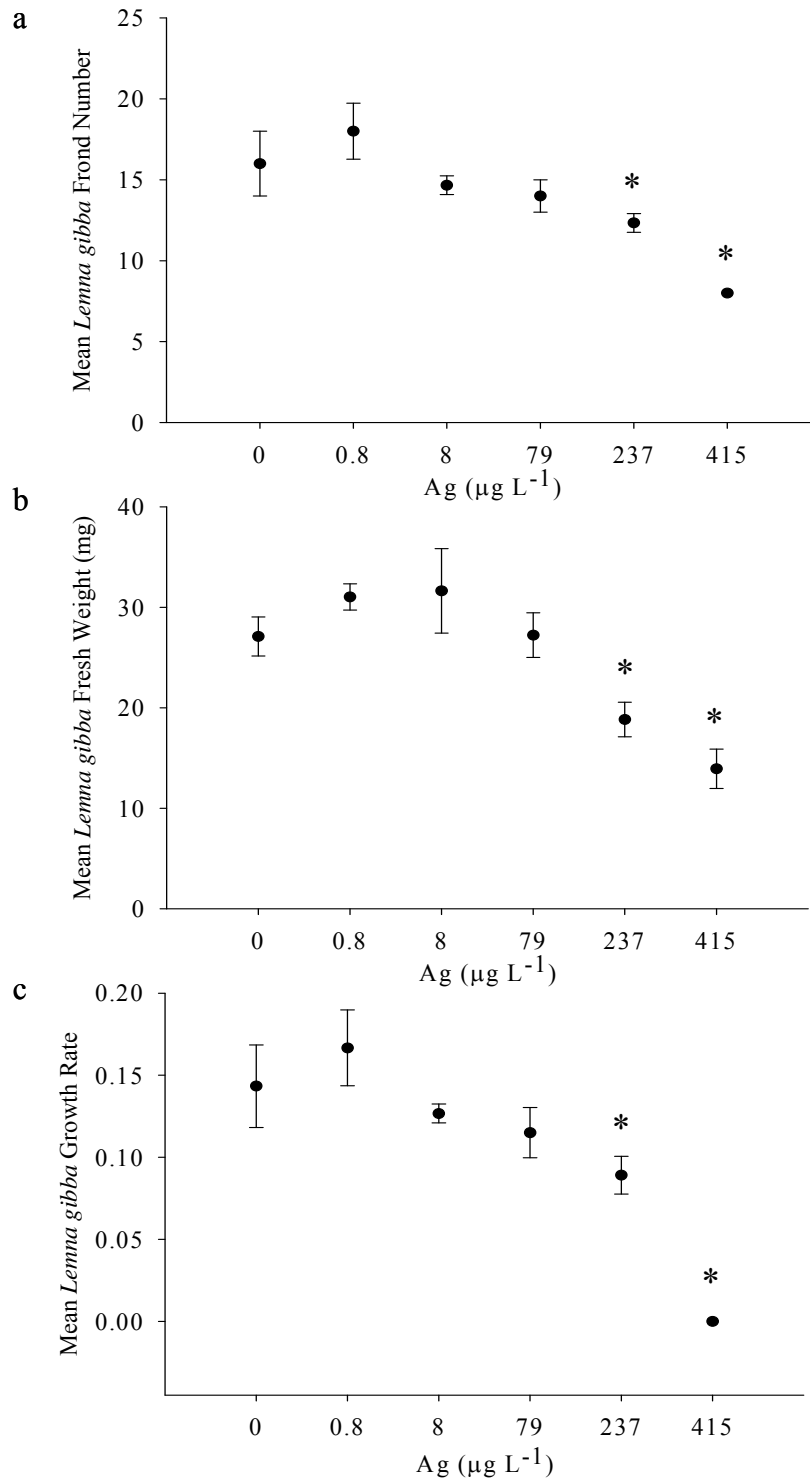 a
Mean Lemna gibba Frond Number
25
20
15
10
5
0
*
*
0 0.8 8 79 237 415
Ag (µg L-1)
b
Mean Lemna gibba Fresh Weight (mg)
40
30
20
10
0
*
*
0 0.8 8 79 237 415
Ag (µg L-1)
c
Mean Lemna gibba Growth Rate
0.20
0.15
0.10
0.05
0.00
*
*
0 0.8 8 79 237 415
Ag (µg L-1)